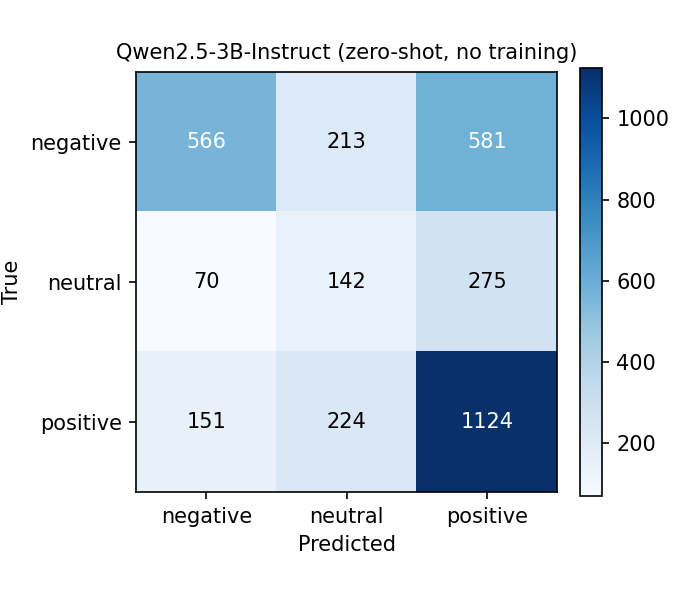 Qwen2.5-3B-Instruct (zero-shot, no training)
negative 566 213 581
neutral 70 142 275
positive 151 224 1124
negative neutral positive
Predicted
True
1000
800
600
400
200